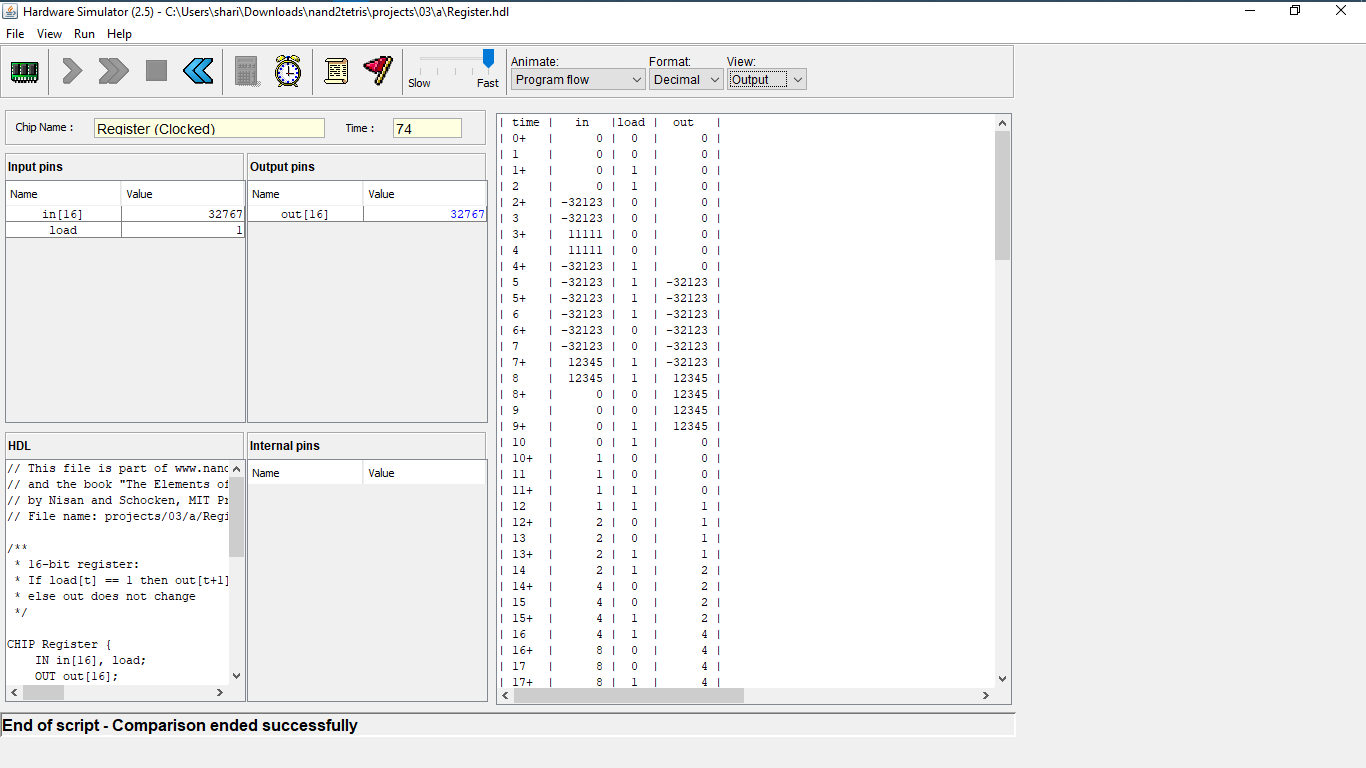 Hardware Simulator (2.5) - C:\Users\shari\Downloads\nand2tetris\projects\03\a\Register.hdl
File View Run Help
Animate: Format: View:
Slow Fast Program flow Decimal Output
Chip Name : Register (Clocked) Time : 74
Input pins
Name Value
in[16] 32767
load 1
Output pins
Name Value
out[16] 32767
HDL
// This file is part of www.nand
// and the book "The Elements of
// by Nisan and Schocken, MIT Pr
// File name: projects/03/a/Regi
/**
* 16-bit register:
* If load[t] == 1 then out[t+1]
* else out does not change
*/
CHIP Register {
IN in[16], load;
OUT out[16];
Internal pins
Name Value
| time | in |load | out |
| 0+ | 0 | 0 | 0 |
| 1 | 0 | 0 | 0 |
| 1+ | 0 | 1 | 0 |
| 2 | 0 | 1 | 0 |
| 2+ | -32123 | 0 | 0 |
| 3 | -32123 | 0 | 0 |
| 3+ | 11111 | 0 | 0 |
| 4 | 11111 | 0 | 0 |
| 4+ | -32123 | 1 | 0 |
| 5 | -32123 | 1 | -32123 |
| 5+ | -32123 | 1 | -32123 |
| 6 | -32123 | 1 | -32123 |
| 6+ | -32123 | 0 | -32123 |
| 7 | -32123 | 0 | -32123 |
| 7+ | 12345 | 1 | -32123 |
| 8 | 12345 | 1 | 12345 |
| 8+ | 0 | 0 | 12345 |
| 9 | 0 | 0 | 12345 |
| 9+ | 0 | 1 | 12345 |
| 10 | 0 | 1 | 0 |
| 10+ | 1 | 0 | 0 |
| 11 | 1 | 0 | 0 |
| 11+ | 1 | 1 | 0 |
| 12 | 1 | 1 | 1 |
| 12+ | 2 | 0 | 1 |
| 13 | 2 | 0 | 1 |
| 13+ | 2 | 1 | 1 |
| 14 | 2 | 1 | 2 |
| 14+ | 4 | 0 | 2 |
| 15 | 4 | 0 | 2 |
| 15+ | 4 | 1 | 2 |
| 16 | 4 | 1 | 4 |
| 16+ | 8 | 0 | 4 |
| 17 | 8 | 0 | 4 |
| 17+ | 8 | 1 | 4 |
End of script - Comparison ended successfully